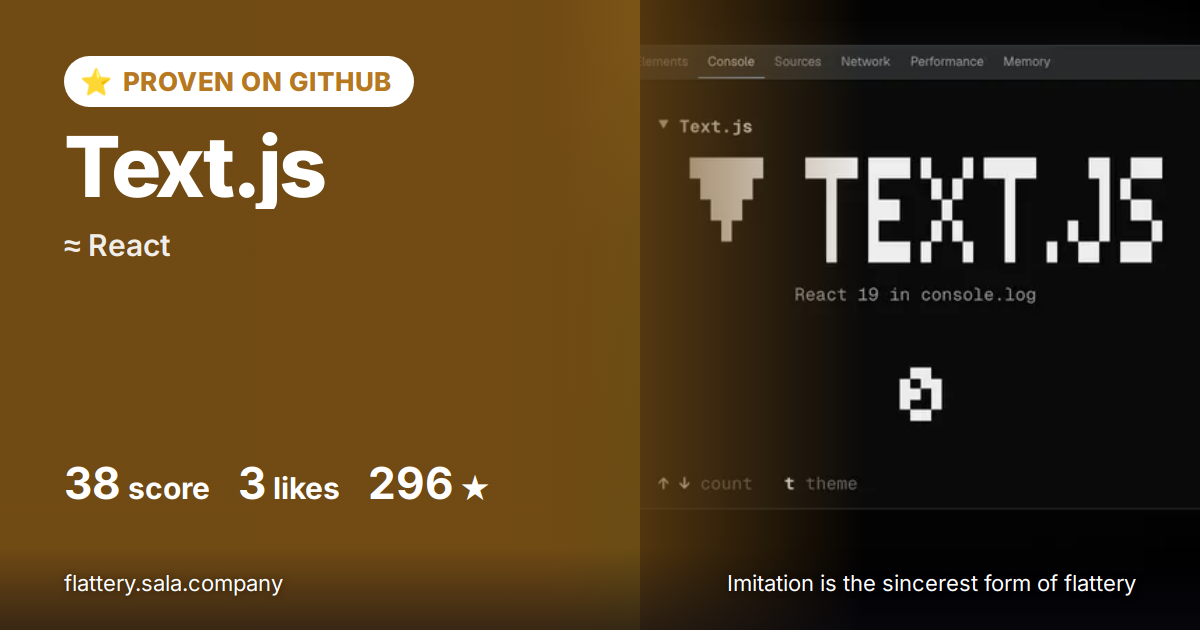 ⭐ PROVEN ON GITHUB
Text.js
≈ React
38 score 3 likes 296 ★
flattery.sala.company
Elements Console Sources Network Performance Memory
▼ Text.js
▼ TEXT.JS
React 19 in console.log
0
↑ ↓ count t theme
Imitation is the sincerest form of flattery